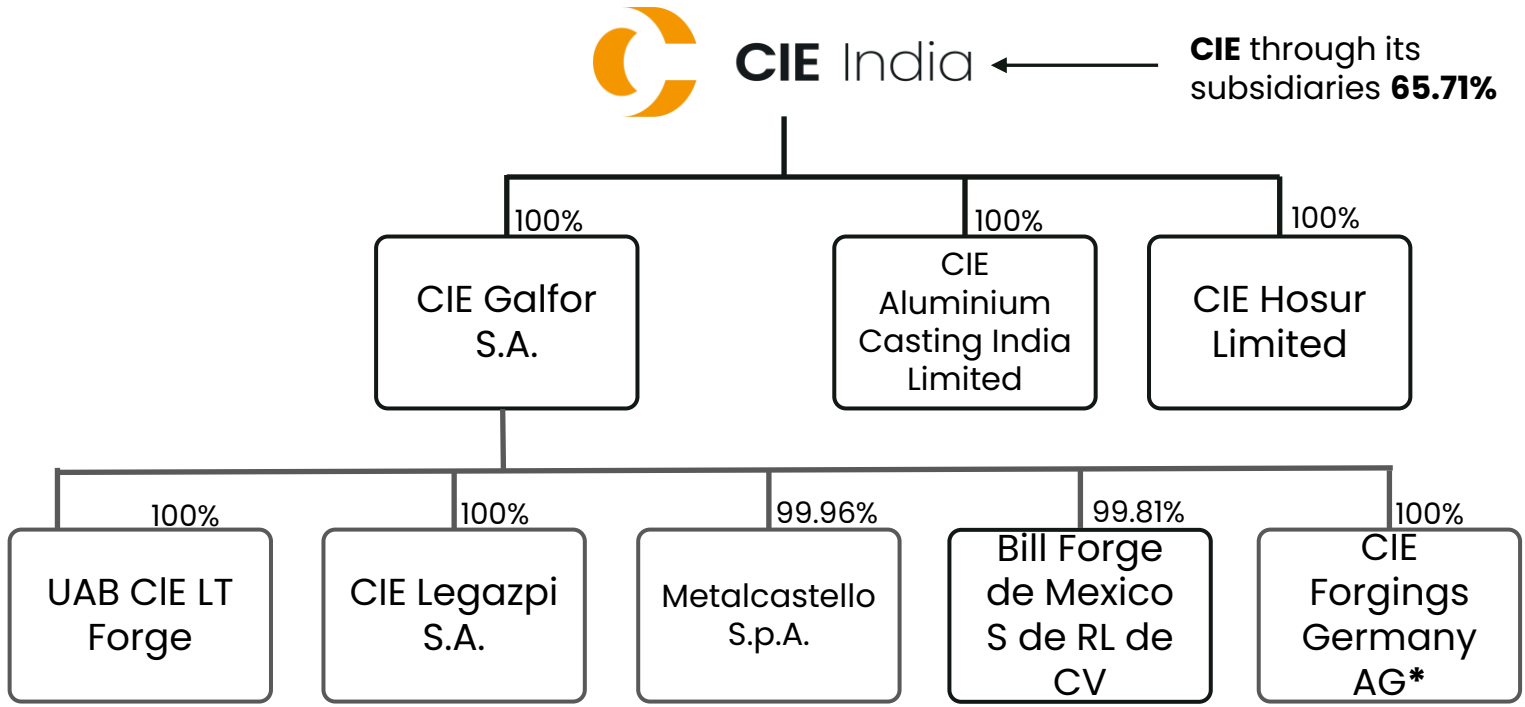 CIE India
CIE through its
subsidiaries 65.71%
100%
100%
100%
CIE Galfor
S.A.
CIE
Aluminium
Casting India
Limited
CIE Hosur
Limited
100%
100%
99.96%
99.81%
100%
UAB CIE LT
Forge
CIE Legazpi
S.A.
Metalcastello
S.p.A.
Bill Forge
de Mexico
S de RL de
CV
CIE
Forgings
Germany
AG*